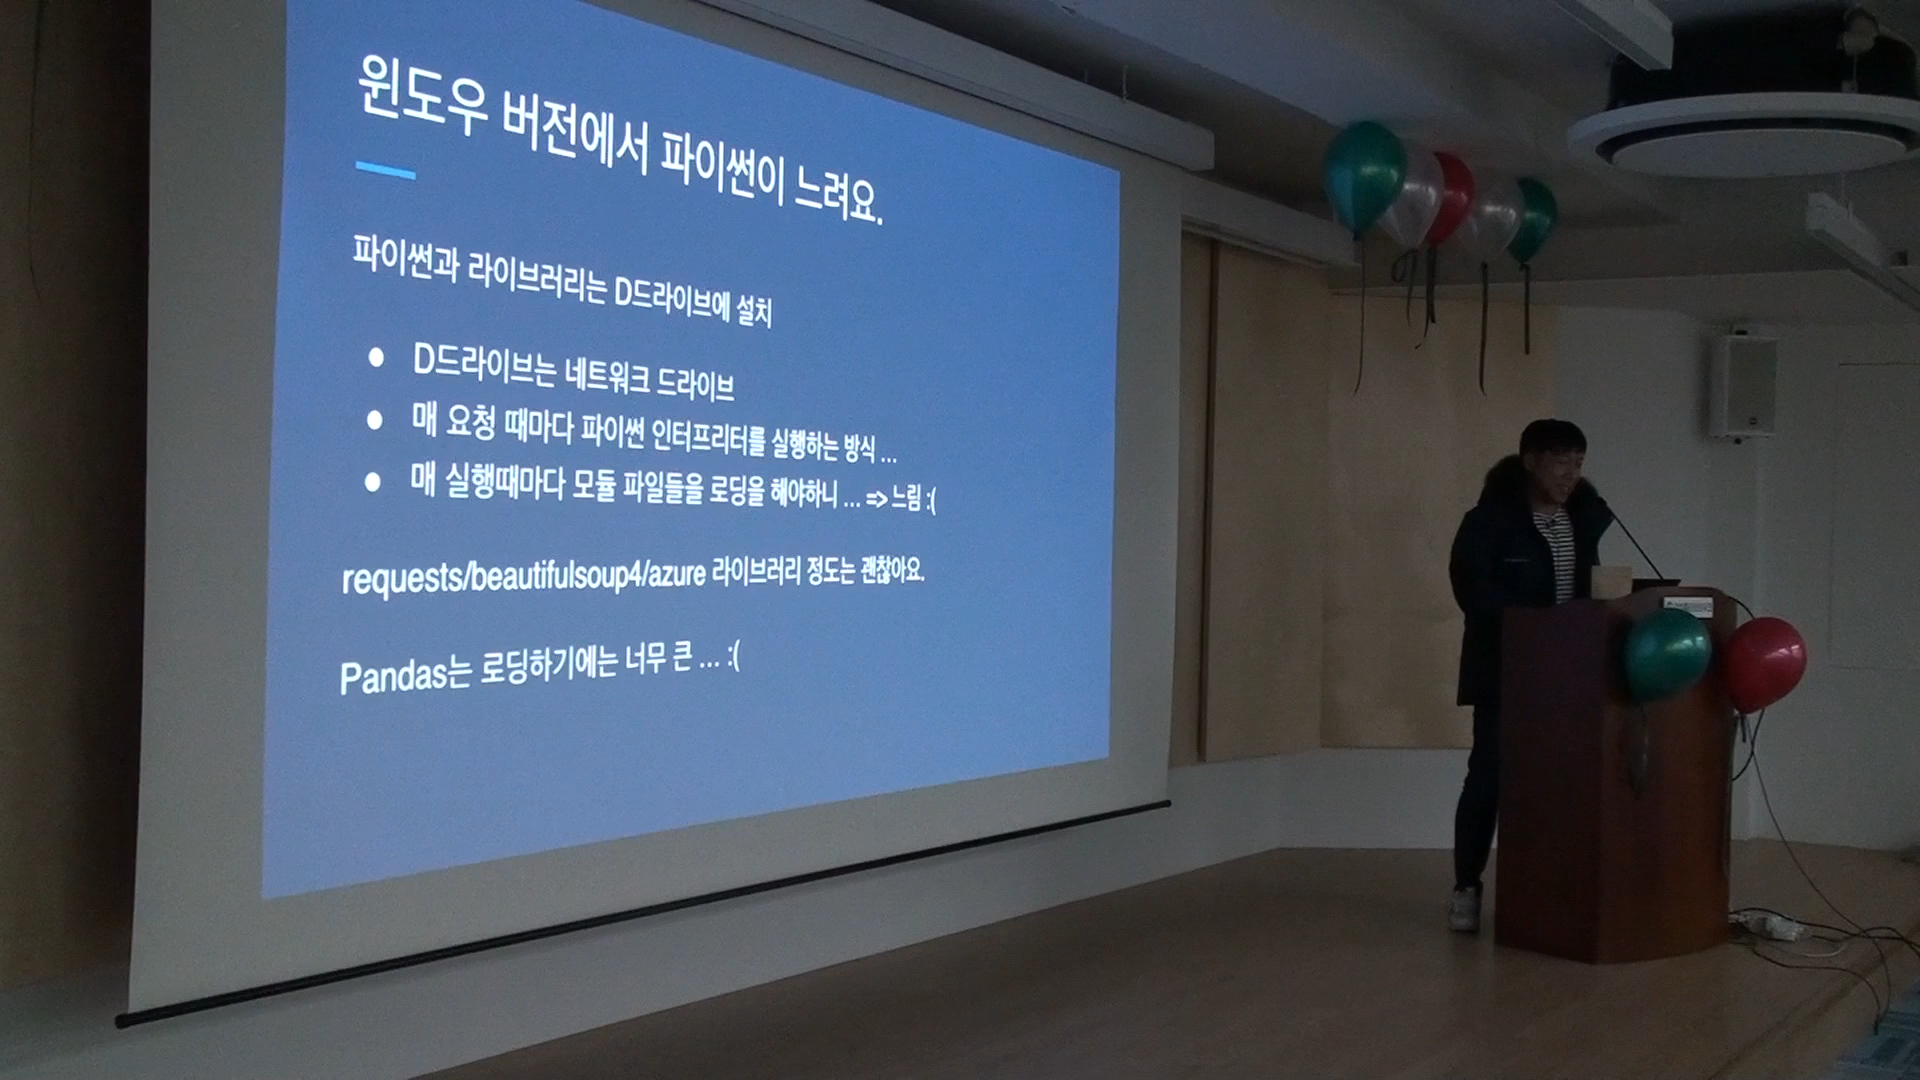 윈도우 버전에서 파이썬이 느려요.
파이썬과 라이브러리는 D드라이브에 설치
● D드라이브는 네트워크 드라이브
● 매 요청 때마다 파이썬 인터프리터를 실행하는 방식 ...
● 매 실행때마다 모듈 파일들을 로딩을 해야하니 ... => 느림 :(
requests/beautifulsoup4/azure 라이브러리 정도는 괜찮아요.
Pandas는 로딩하기에는 너무 큰 ... :(